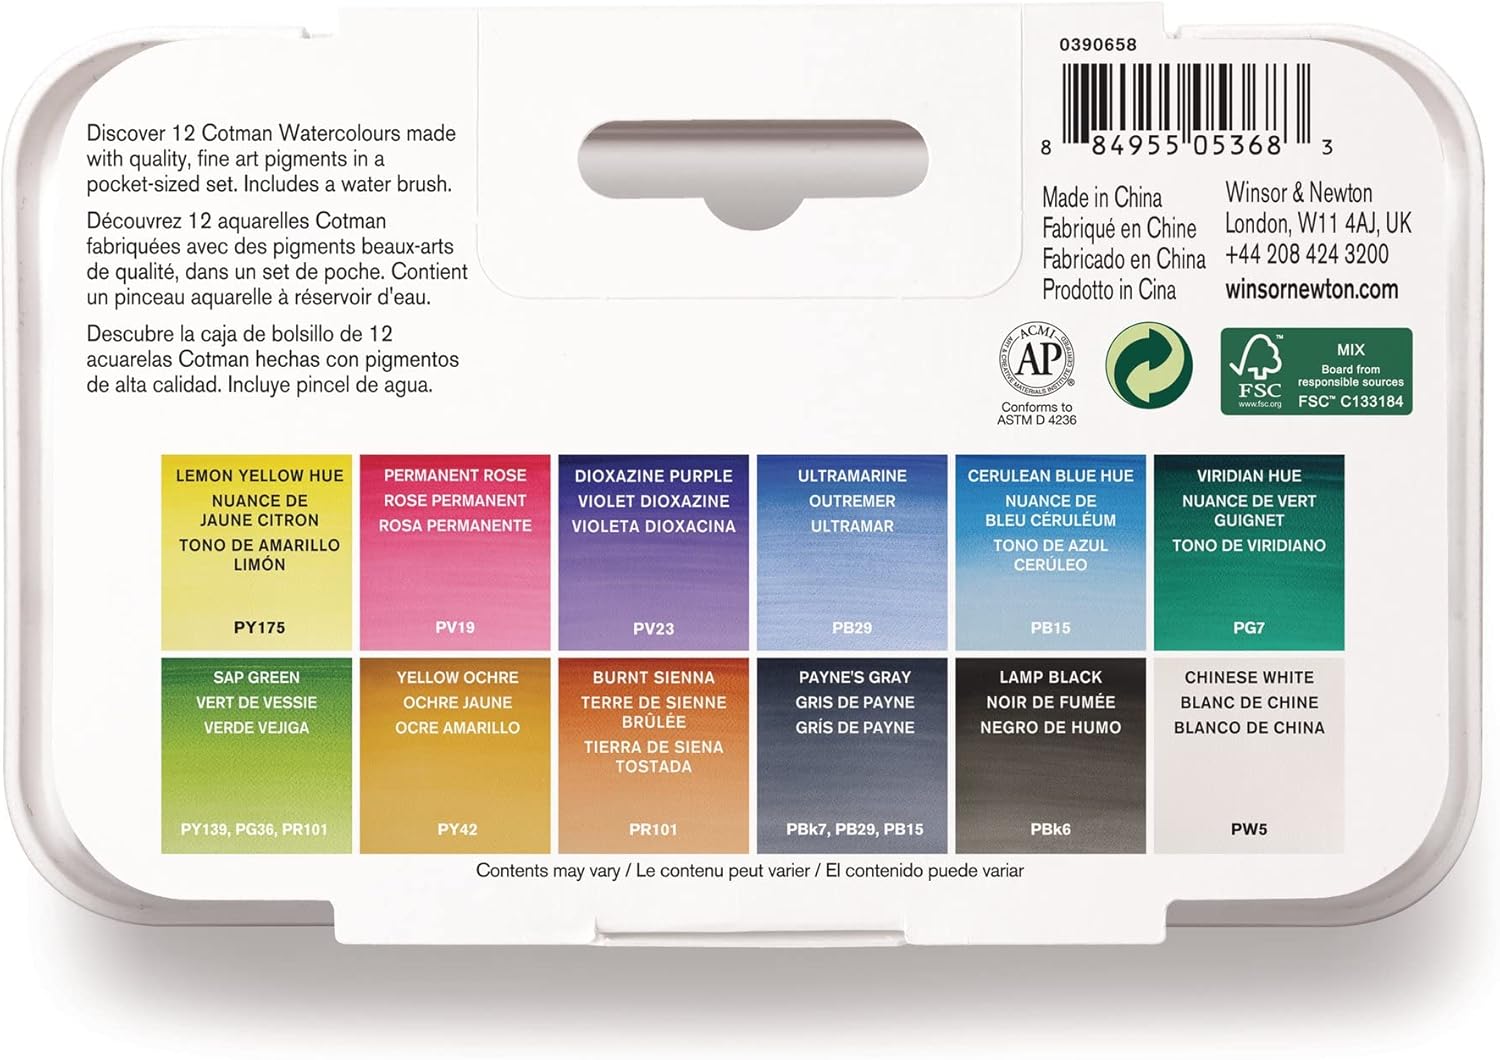 Discover 12 Cotman Watercolours made
with quality, fine art pigments in a
pocket-sized set. Includes a water brush.
Découvrez 12 aquarelles Cotman
fabriquées avec des pigments beaux-arts
de qualité, dans un set de poche. Contient
un pinceau aquarelle à réservoir d'eau.
Descubre la caja de bolsillo de 12
acuarelas Cotman hechas con pigmentos
de alta calidad. Incluye pincel de agua.
0390658
8 84955 05368 3
Made in China
Fabriqué en Chine
Fabricado en China
Prodotto in Cina
Winsor & Newton
London, W11 4AJ, UK
+44 208 424 3200
winsornewton.com
ACMI
AP
ART & CREATIVE MATERIALS INSTITUTE CERTIFIED
®
Conforms to
ASTM D 4236
FSC
www.fsc.org
MIX
Board from
responsible sources
FSC™ C133184
LEMON YELLOW HUE
NUANCE DE
JAUNE CITRON
TONO DE AMARILLO
LIMÓN
PY175
PERMANENT ROSE
ROSE PERMANENT
ROSA PERMANENTE
PV19
DIOXAZINE PURPLE
VIOLET DIOXAZINE
VIOLETA DIOXACINA
PV23
ULTRAMARINE
OUTREMER
ULTRAMAR
PB29
CERULEAN BLUE HUE
NUANCE DE
BLEU CÉRULÉUM
TONO DE AZUL
CERÚLEO
PB15
VIRIDIAN HUE
NUANCE DE VERT
GUIGNET
TONO DE VIRIDIANO
PG7
SAP GREEN
VERT DE VESSIE
VERDE VEJIGA
PY139, PG36, PR101
YELLOW OCHRE
OCHRE JAUNE
OCRE AMARILLO
PY42
BURNT SIENNA
TERRE DE SIENNE
BRÛLÉE
TIERRA DE SIENA
TOSTADA
PR101
PAYNE'S GRAY
GRIS DE PAYNE
GRÍS DE PAYNE
PBk7, PB29, PB15
LAMP BLACK
NOIR DE FUMÉE
NEGRO DE HUMO
PBk6
CHINESE WHITE
BLANC DE CHINE
BLANCO DE CHINA
PW5
Contents may vary / Le contenu peut varier / El contenido puede variar